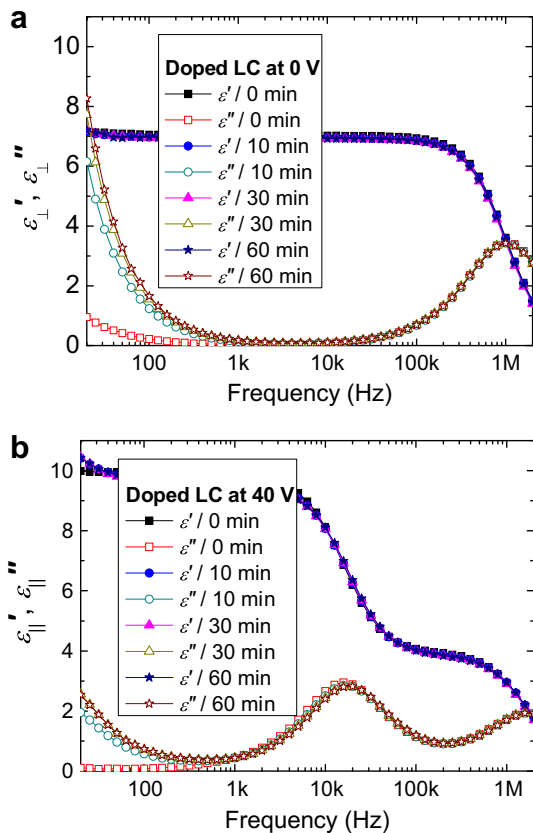 a
10
8
6
4
2
0
ε⊥′, ε⊥″
Doped LC at 0 V
ε′ / 0 min
ε″ / 0 min
ε′ / 10 min
ε″ / 10 min
ε′ / 30 min
ε″ / 30 min
ε′ / 60 min
ε″ / 60 min
100 1k 10k 100k 1M
Frequency (Hz)
b
10
8
6
4
2
0
ε||′, ε||″
Doped LC at 40 V
ε′ / 0 min
ε″ / 0 min
ε′ / 10 min
ε″ / 10 min
ε′ / 30 min
ε″ / 30 min
ε′ / 60 min
ε″ / 60 min
100 1k 10k 100k 1M
Frequency (Hz)